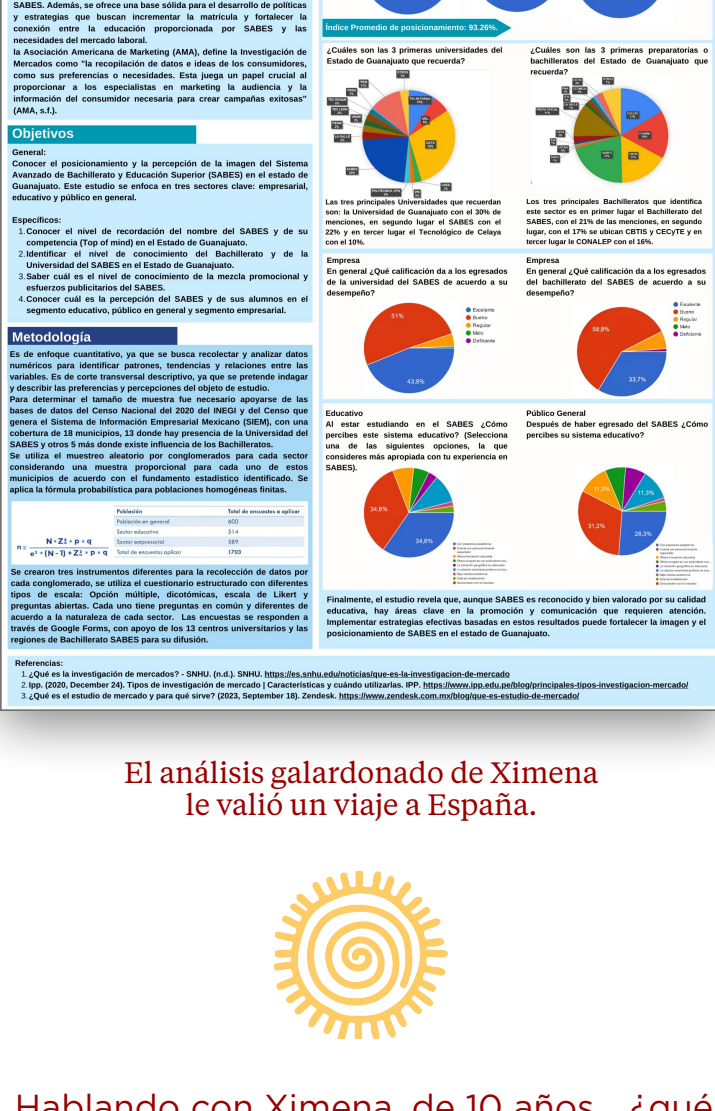 SABES. Además, se ofrece una base sólida para el desarrollo de políticas
y estrategias que buscan incrementar la matrícula y fortalecer la
conexión entre la educación proporcionada por SABES y las
necesidades del mercado laboral.
la Asociación Americana de Marketing (AMA), define la Investigación de
Mercados como "la recopilación de datos e ideas de los consumidores,
como sus preferencias o necesidades. Esta juega un papel crucial al
proporcionar a los especialistas en marketing la audiencia y la
información del consumidor necesaria para crear campañas exitosas"
(AMA, s.f.).
Objetivos
General:
Conocer el posicionamiento y la percepción de la imagen del Sistema
Avanzado de Bachillerato y Educación Superior (SABES) en el estado de
Guanajuato. Este estudio se enfoca en tres sectores clave: empresarial,
educativo y público en general.
Específicos:
1. Conocer el nivel de recordación del nombre del SABES y de su
competencia (Top of mind) en el Estado de Guanajuato.
2. Identificar el nivel de conocimiento del Bachillerato y de la
Universidad del SABES en el Estado de Guanajuato.
3. Saber cuál es el nivel de conocimiento de la mezcla promocional y
esfuerzos publicitarios del SABES.
4. Conocer cuál es la percepción del SABES y de sus alumnos en el
segmento educativo, público en general y segmento empresarial.
Metodología
Es de enfoque cuantitativo, ya que se busca recolectar y analizar datos
numéricos para identificar patrones, tendencias y relaciones entre las
variables. Es de corte transversal descriptivo, ya que se pretende indagar
y describir las preferencias y percepciones del objeto de estudio.
Para determinar el tamaño de muestra fue necesario apoyarse de las
bases de datos del Censo Nacional del 2020 del INEGI y del Censo que
genera el Sistema de Información Empresarial Mexicano (SIEM), con una
cobertura de 18 municipios, 13 donde hay presencia de la Universidad del
SABES y otros 5 más donde existe influencia de los Bachilleratos.
Se utiliza el muestreo aleatorio por conglomerados para cada sector
considerando una muestra proporcional para cada uno de estos
municipios de acuerdo con el fundamento estadístico identificado. Se
aplica la fórmula probabilística para poblaciones homogéneas finitas.
Población Total de encuestas a aplicar
Población en general 600
Sector educativo 514
Sector empresarial 589
Total de encuestas aplicar 1703
Se crearon tres instrumentos diferentes para la recolección de datos por
cada conglomerado, se utiliza el cuestionario estructurado con diferentes
tipos de escala: Opción múltiple, dicotómicas, escala de Likert y
preguntas abiertas. Cada uno tiene preguntas en común y diferentes de
acuerdo a la naturaleza de cada sector. Las encuestas se responden a
través de Google Forms, con apoyo de los 13 centros universitarios y las
regiones de Bachillerato SABES para su difusión.
Índice Promedio de posicionamiento: 93.26%.
¿Cuáles son las 3 primeras universidades del
Estado de Guanajuato que recuerda?
Las tres principales Universidades que recuerdan
son: la Universidad de Guanajuato con el 30% de
menciones, en segundo lugar el SABES con el
22% y en tercer lugar el Tecnológico de Celaya
con el 10%.
¿Cuáles son las 3 primeras preparatorias o
bachilleratos del Estado de Guanajuato que
recuerda?
Los tres principales Bachilleratos que identifica
este sector es en primer lugar el Bachillerato del
SABES, con el 21% de las menciones, en segundo
lugar, con el 17% se ubican CBTIS y CECyTE y en
tercer lugar le CONALEP con el 16%.
Empresa
En general ¿Qué calificación da a los egresados
de la universidad del SABES de acuerdo a su
desempeño?
51%
43,9%
Excelente
Bueno
Regular
Malo
Deficiente
Empresa
En general ¿Qué calificación da a los egresados
del bachillerato del SABES de acuerdo a su
desempeño?
58,8%
33,7%
Excelente
Bueno
Regular
Malo
Deficiente
Educativo
Al estar estudiando en el SABES ¿Cómo
percibes este sistema educativo? (Selecciona
una de las siguientes opciones, la que
consideres más apropiada con tu experiencia en
SABES).
34,6%
34,6%
Público General
Después de haber egresado del SABES ¿Cómo
percibes su sistema educativo?
11,3%
11,3%
31,2%
28,3%
Finalmente, el estudio revela que, aunque SABES es reconocido y bien valorado por su calidad
educativa, hay áreas clave en la promoción y comunicación que requieren atención.
Implementar estrategias efectivas basadas en estos resultados puede fortalecer la imagen y el
posicionamiento de SABES en el estado de Guanajuato.
Referencias:
1. ¿Qué es la investigación de mercados? - SNHU. (n.d.). SNHU. https://es.snhu.edu/noticias/que-es-la-investigacion-de-mercado
2. Ipp. (2020, December 24). Tipos de investigación de mercado | Características y cuándo utilizarlas. IPP. https://www.ipp.edu.pe/blog/principales-tipos-investigacion-mercado/
3. ¿Qué es el estudio de mercado y para qué sirve? (2023, September 18). Zendesk. https://www.zendesk.com.mx/blog/que-es-estudio-de-mercado/
El análisis galardonado de Ximena
le valió un viaje a España.
Hablando con Ximena, de 10 años, ¿qué